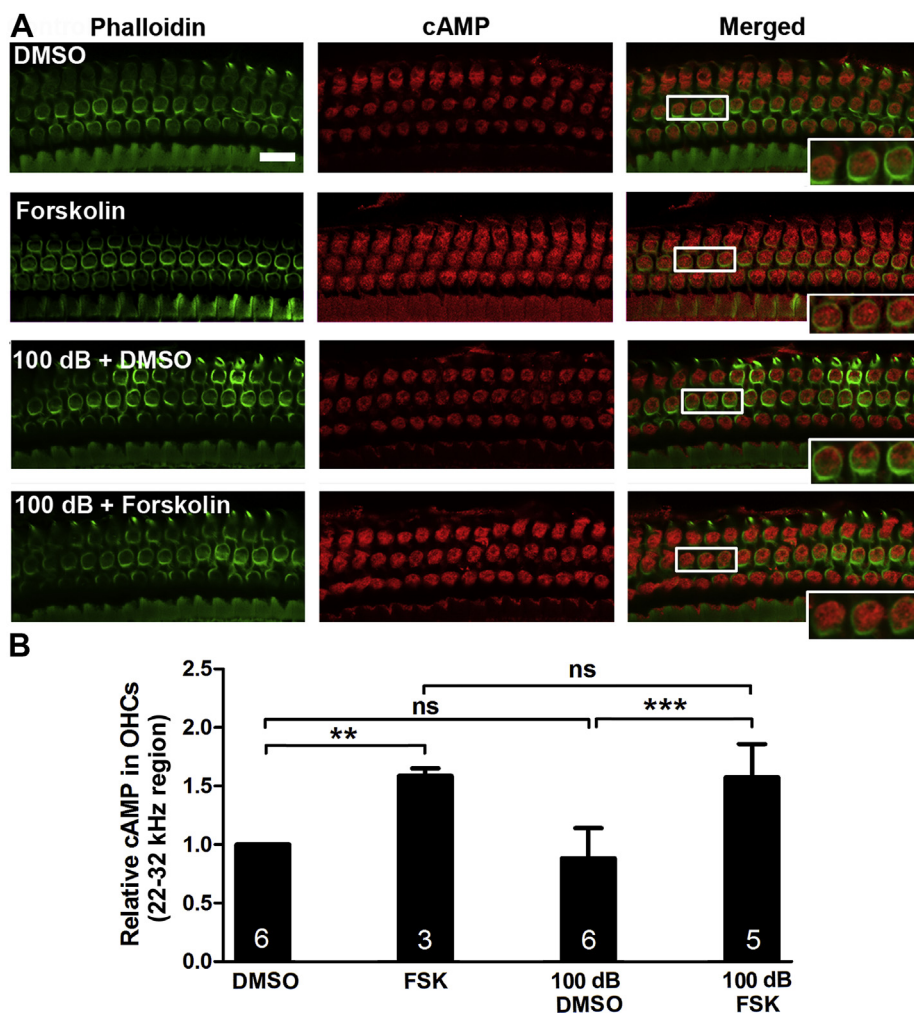 A
Phalloidin cAMP Merged
DMSO
Forskolin
100 dB + DMSO
100 dB + Forskolin
B
Relative cAMP in OHCs
(22-32 kHz region)
2.5
2.0
1.5
1.0
0.5
0.0
ns
ns
**
***
6 3 6 5
DMSO FSK 100 dB 100 dB
DMSO FSK